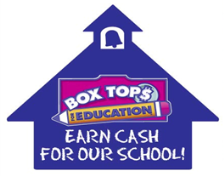 BOX TOPS
FOR EDUCATION
EARN CASH
FOR OUR SCHOOL!